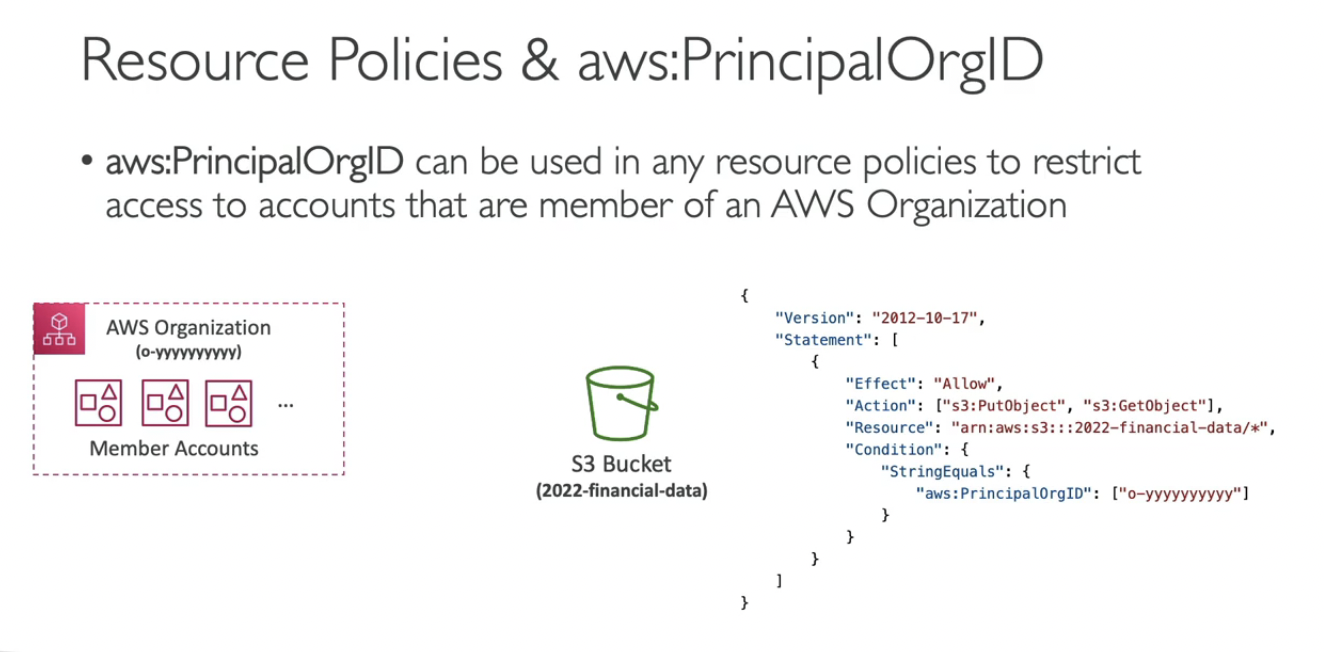 Resource Policies & aws:PrincipalOrgID
• aws:PrincipalOrgID can be used in any resource policies to restrict
access to accounts that are member of an AWS Organization
AWS Organization
(o-yyyyyyyyyy)
...
Member Accounts
S3 Bucket
(2022-financial-data)
{
    "Version": "2012-10-17",
    "Statement": [
        {
            "Effect": "Allow",
            "Action": ["s3:PutObject", "s3:GetObject"],
            "Resource": "arn:aws:s3:::2022-financial-data/*",
            "Condition": {
                "StringEquals": {
                    "aws:PrincipalOrgID": ["o-yyyyyyyyyy"]
                }
            }
        }
    ]
}